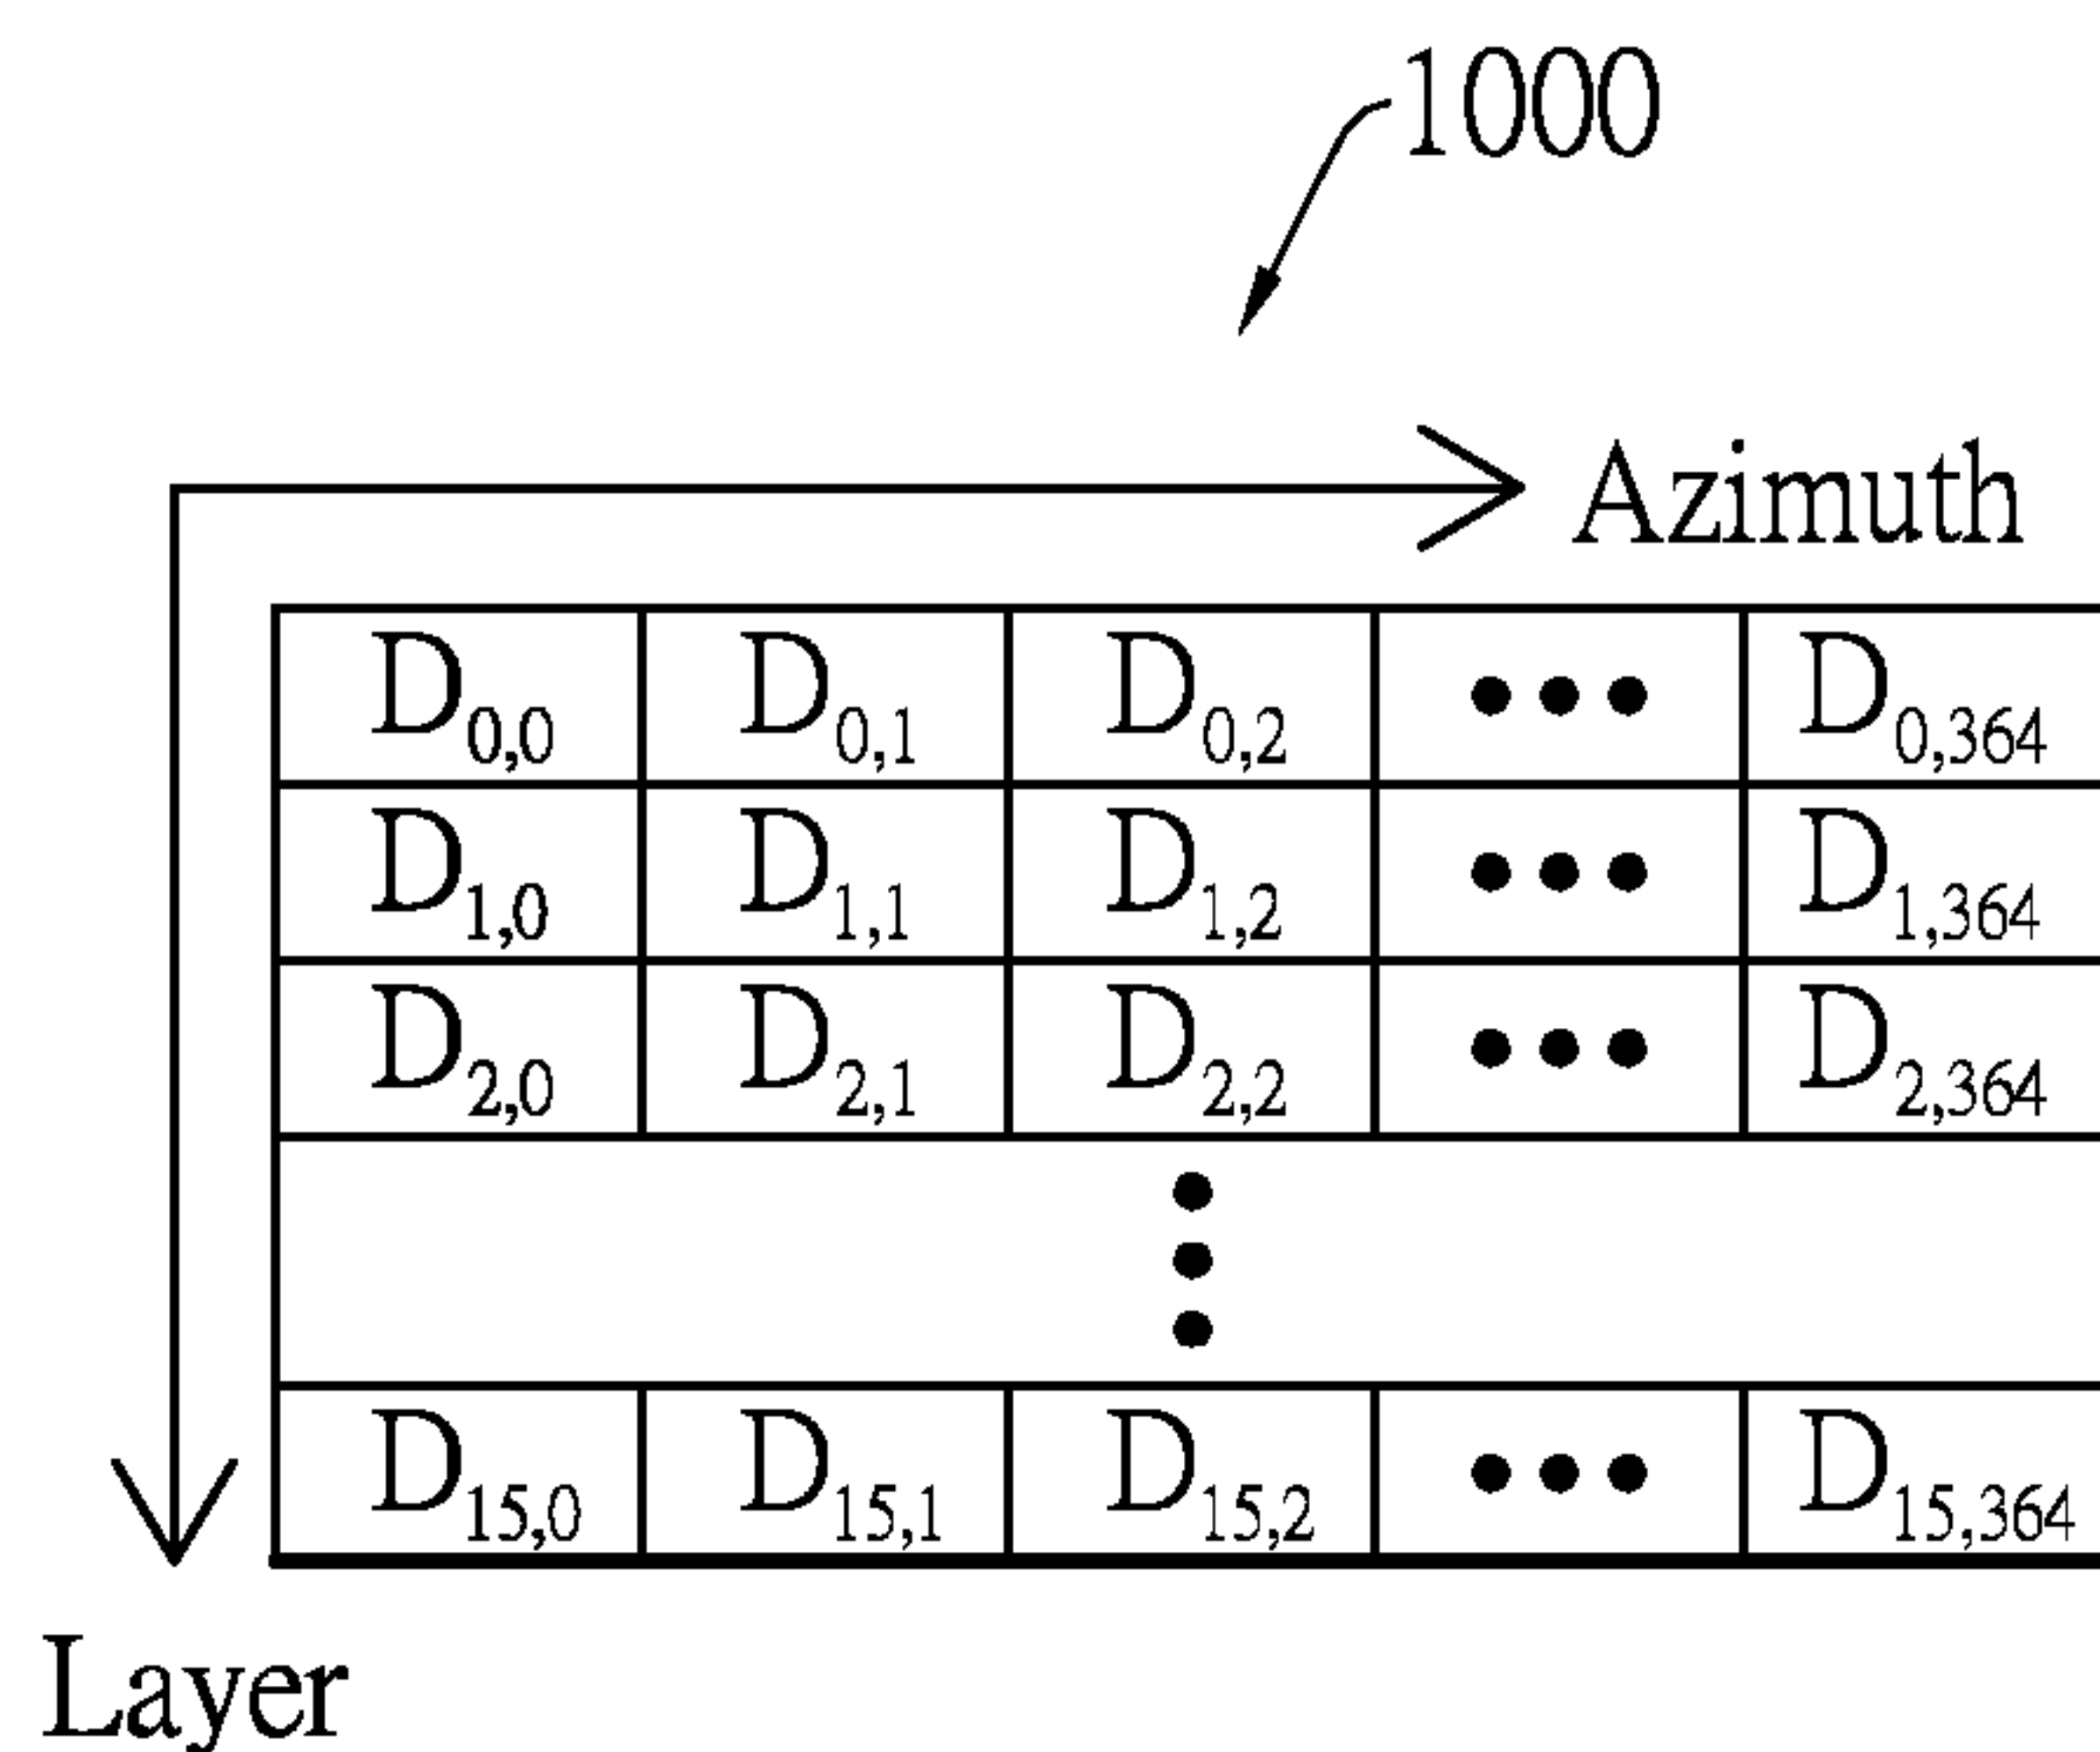 1000
Azimuth
D0,0 D0,1 D0,2 ••• D0,364
D1,0 D1,1 D1,2 ••• D1,364
D2,0 D2,1 D2,2 ••• D2,364
D15,0 D15,1 D15,2 ••• D15,364
Layer